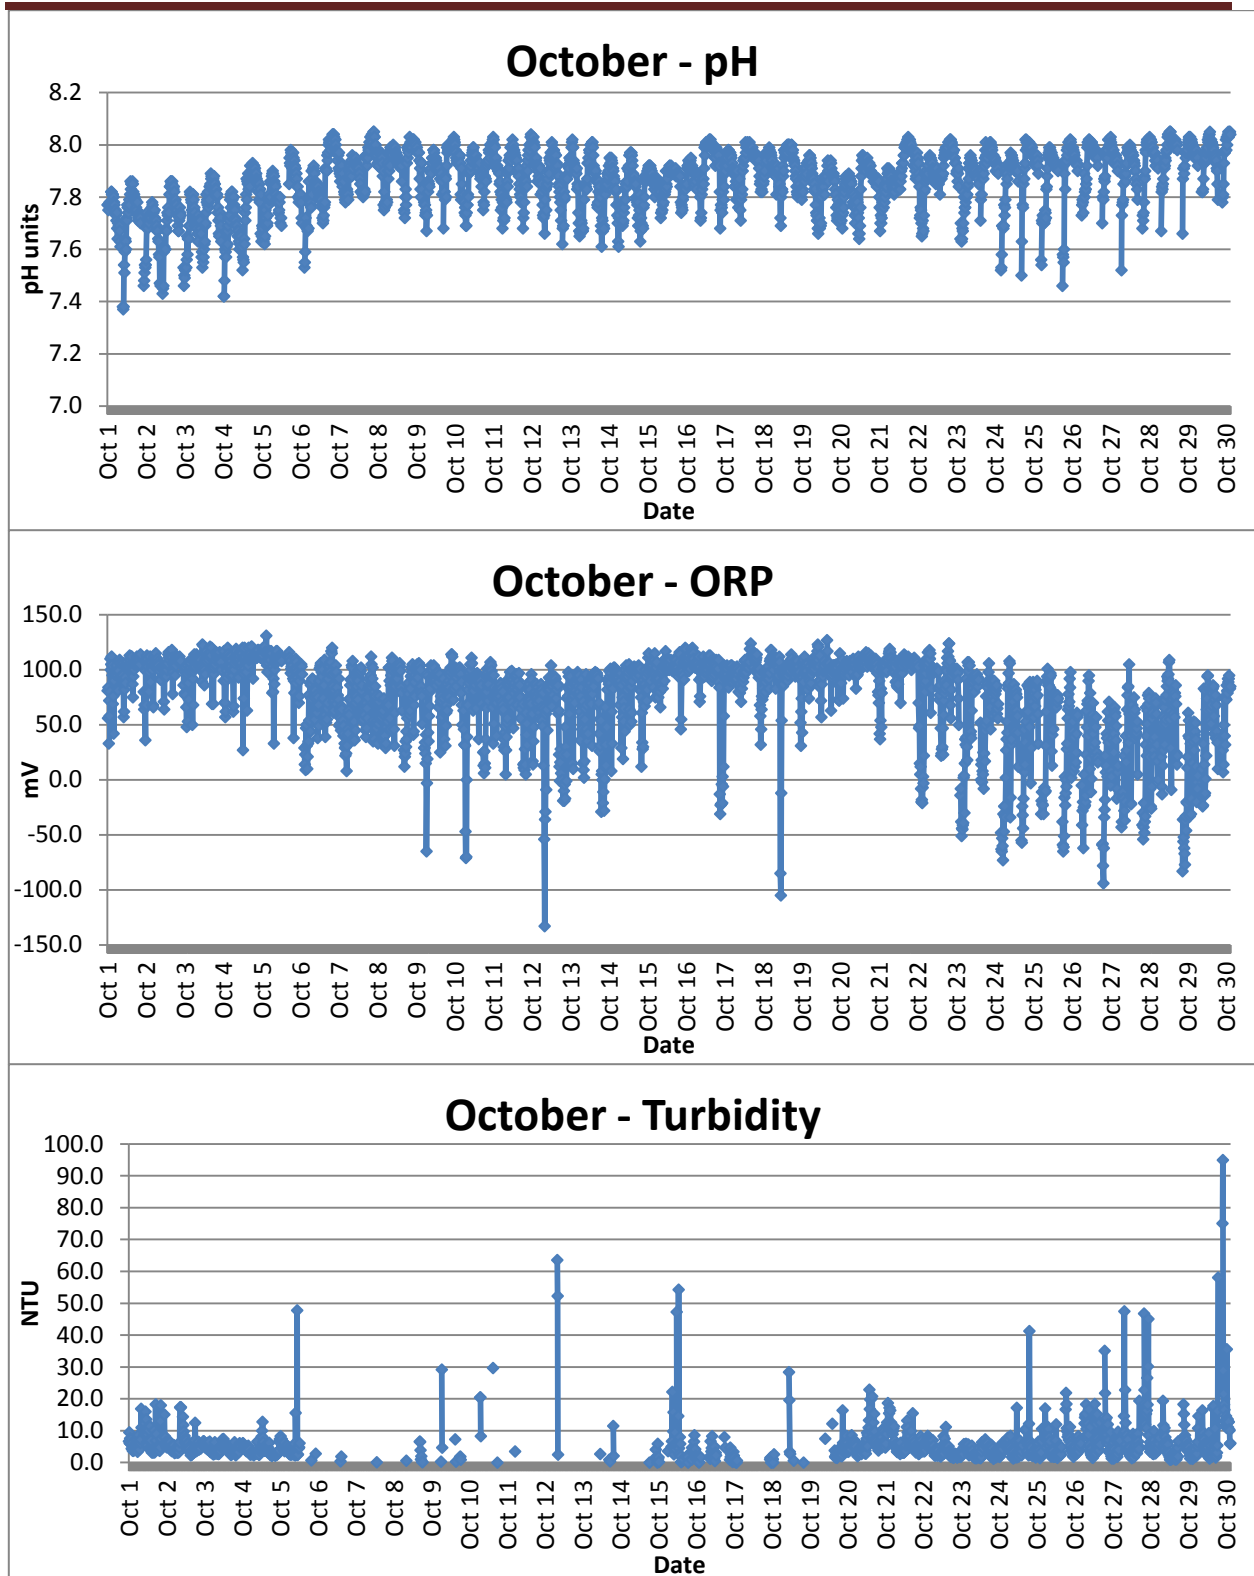 October - pH
8.2
8.0
7.8
7.6
7.4
7.2
7.0
pH units
Oct 1 Oct 2 Oct 3 Oct 4 Oct 5 Oct 6 Oct 7 Oct 8 Oct 9 Oct 10 Oct 11 Oct 12 Oct 13 Oct 14 Oct 15 Oct 16 Oct 17 Oct 18 Oct 19 Oct 20 Oct 21 Oct 22 Oct 23 Oct 24 Oct 25 Oct 26 Oct 27 Oct 28 Oct 29 Oct 30
Date
October - ORP
150.0
100.0
50.0
0.0
-50.0
-100.0
-150.0
mV
Oct 1 Oct 2 Oct 3 Oct 4 Oct 5 Oct 6 Oct 7 Oct 8 Oct 9 Oct 10 Oct 11 Oct 12 Oct 13 Oct 14 Oct 15 Oct 16 Oct 17 Oct 18 Oct 19 Oct 20 Oct 21 Oct 22 Oct 23 Oct 24 Oct 25 Oct 26 Oct 27 Oct 28 Oct 29 Oct 30
Date
October - Turbidity
100.0
90.0
80.0
70.0
60.0
50.0
40.0
30.0
20.0
10.0
0.0
NTU
Oct 1 Oct 2 Oct 3 Oct 4 Oct 5 Oct 6 Oct 7 Oct 8 Oct 9 Oct 10 Oct 11 Oct 12 Oct 13 Oct 14 Oct 15 Oct 16 Oct 17 Oct 18 Oct 19 Oct 20 Oct 21 Oct 22 Oct 23 Oct 24 Oct 25 Oct 26 Oct 27 Oct 28 Oct 29 Oct 30
Date